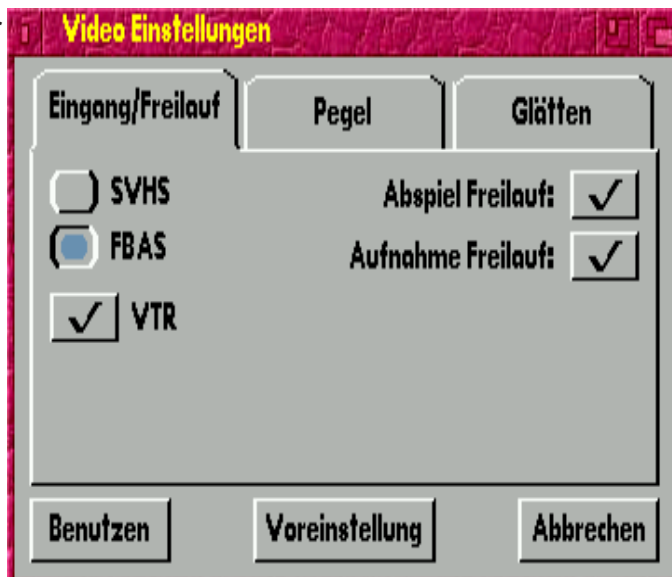 Video Einstellungen
Eingang/Freilauf Pegel Glätten
SVHS Abspiel Freilauf:
FBAS Aufnahme Freilauf:
VTR
Benutzen Voreinstellung Abbrechen